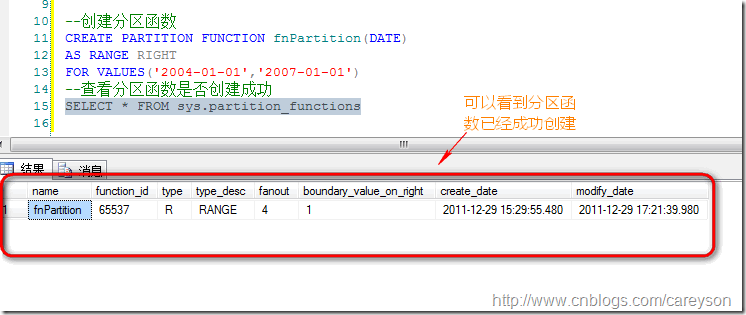 9
10 --创建分区函数
11 CREATE PARTITION FUNCTION fnPartition(DATE)
12 AS RANGE RIGHT
13 FOR VALUES('2004-01-01','2007-01-01')
14 --查看分区函数是否创建成功
15 SELECT * FROM sys.partition_functions
16
可以看到分区函
数已经成功创建
结果 消息
name function_id type type_desc fanout boundary_value_on_right create_date modify_date
1 fnPartition 65537 R RANGE 4 1 2011-12-29 15:29:55.480 2011-12-29 17:21:39.980
http://www.cnblogs.com/careyson